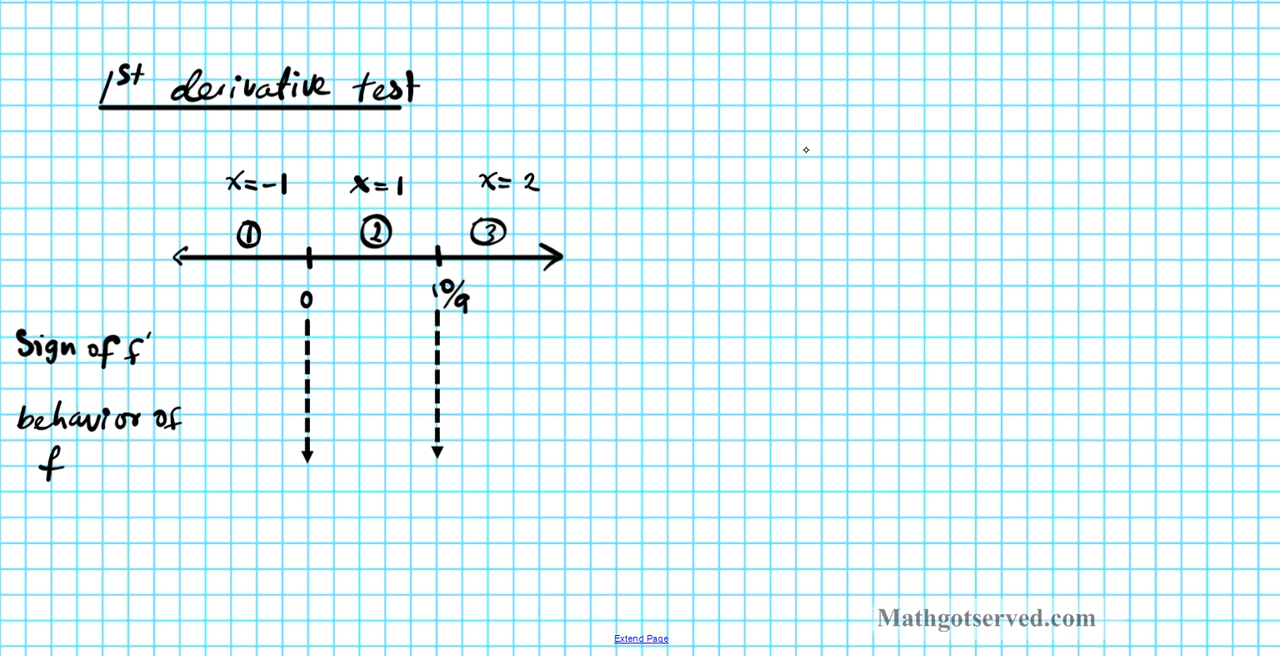 1st derivative test
x=-1 x=1 x=2
① ② ③
0 10/9
Sign of f'
behavior of
f
Mathgotserved.com
Extend Page